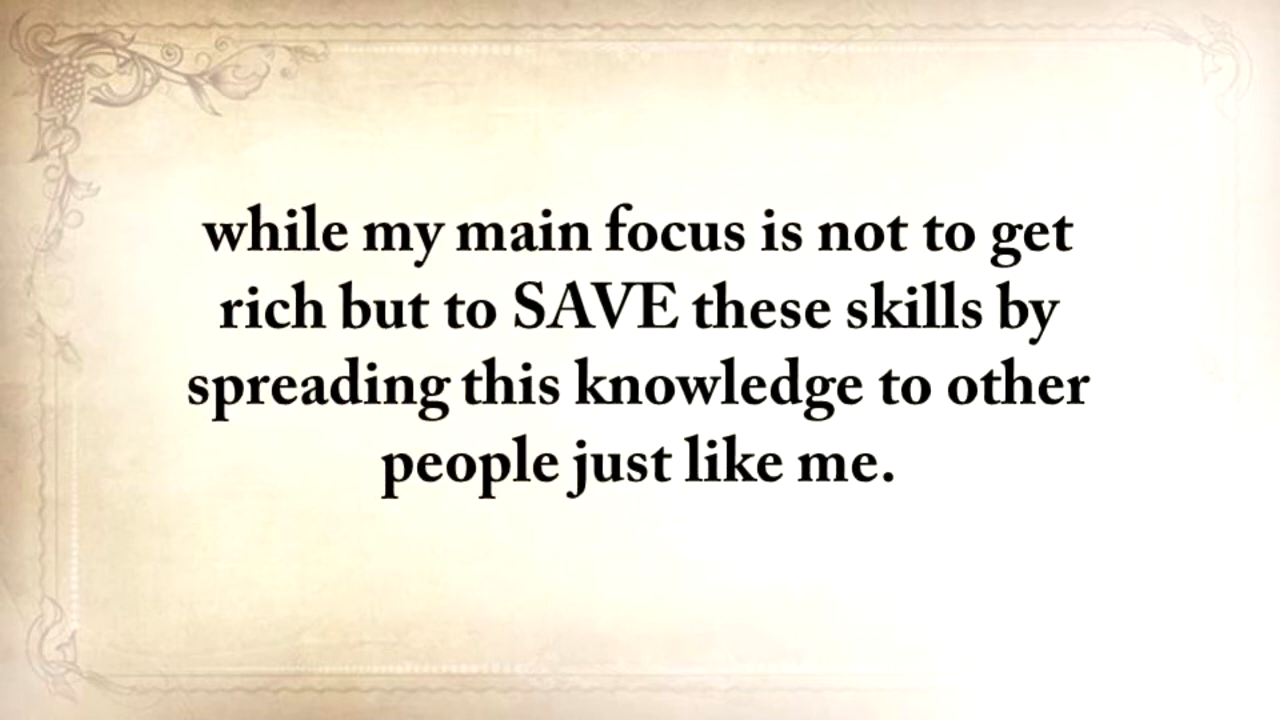 while my main focus is not to get
rich but to SAVE these skills by
spreading this knowledge to other
people just like me.